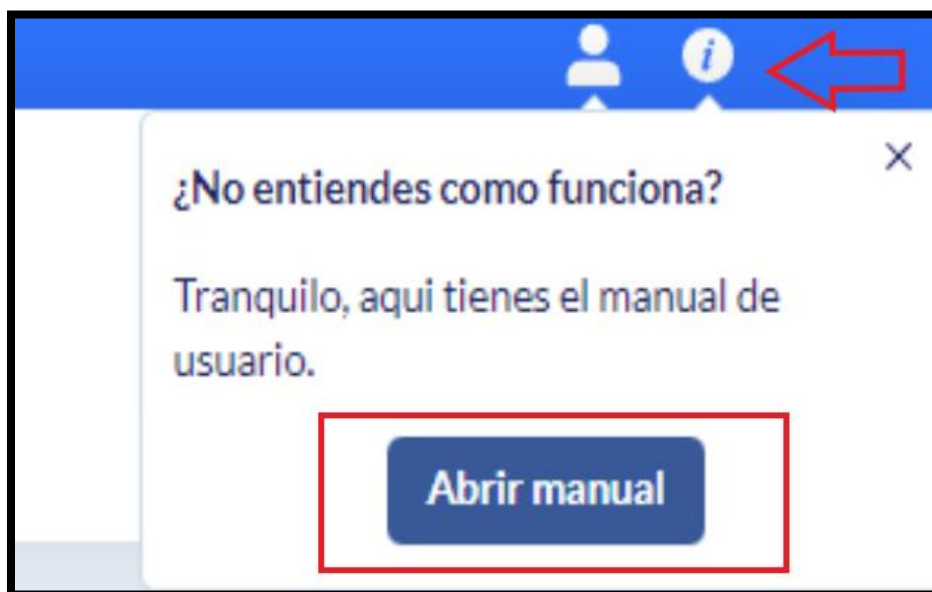 i
¿No entiendes como funciona?
Tranquilo, aqui tienes el manual de
usuario.
Abrir manual